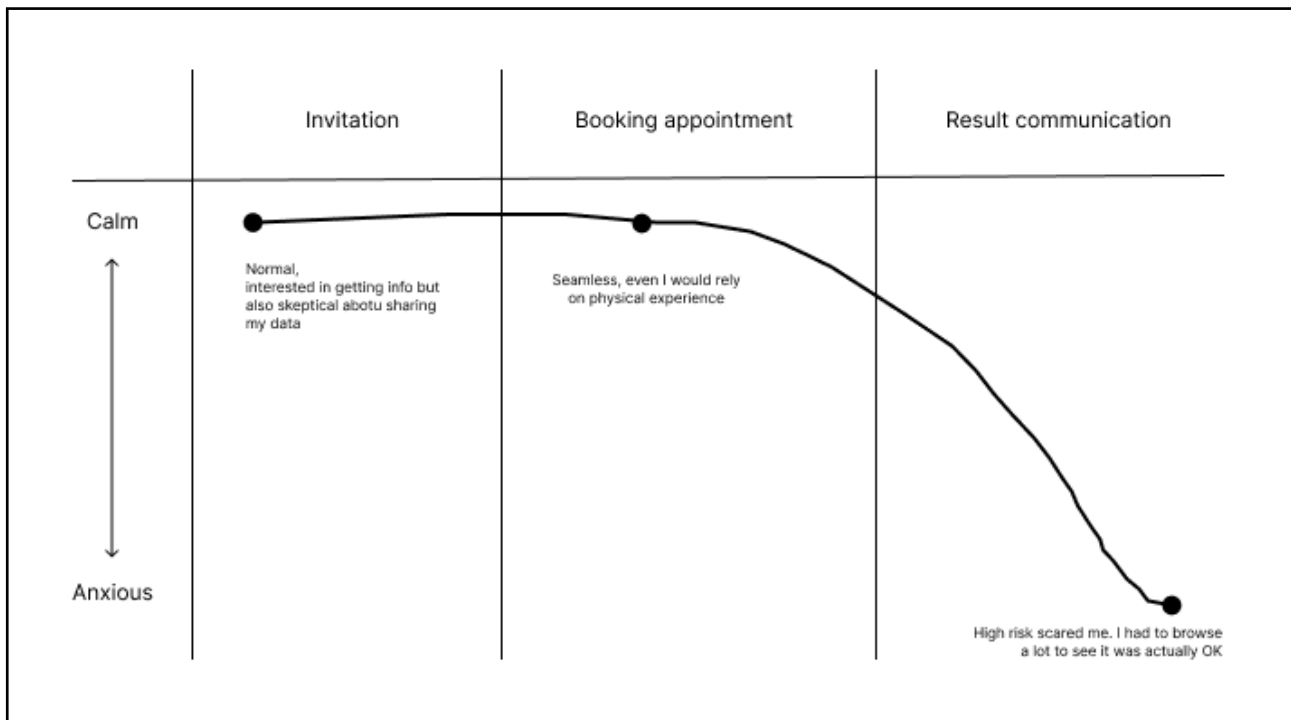 Invitation
Booking appointment
Result communication
Calm
Normal,
interested in getting info but
also skeptical abotu sharing
my data
Seamless, even I would rely
on physical experience
Anxious
High risk scared me. I had to browse
a lot to see it was actually OK